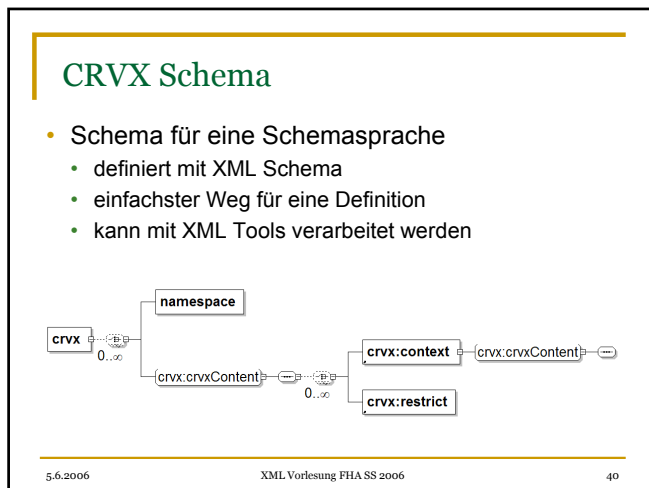 CRVX Schema
• Schema für eine Schemasprache
• definiert mit XML Schema
• einfachster Weg für eine Definition
• kann mit XML Tools verarbeitet werden
namespace
crvx
0..∞
crvx:crvxContent
0..∞
crvx:context
crvx:crvxContent
crvx:restrict
5.6.2006 XML Vorlesung FHA SS 2006 40